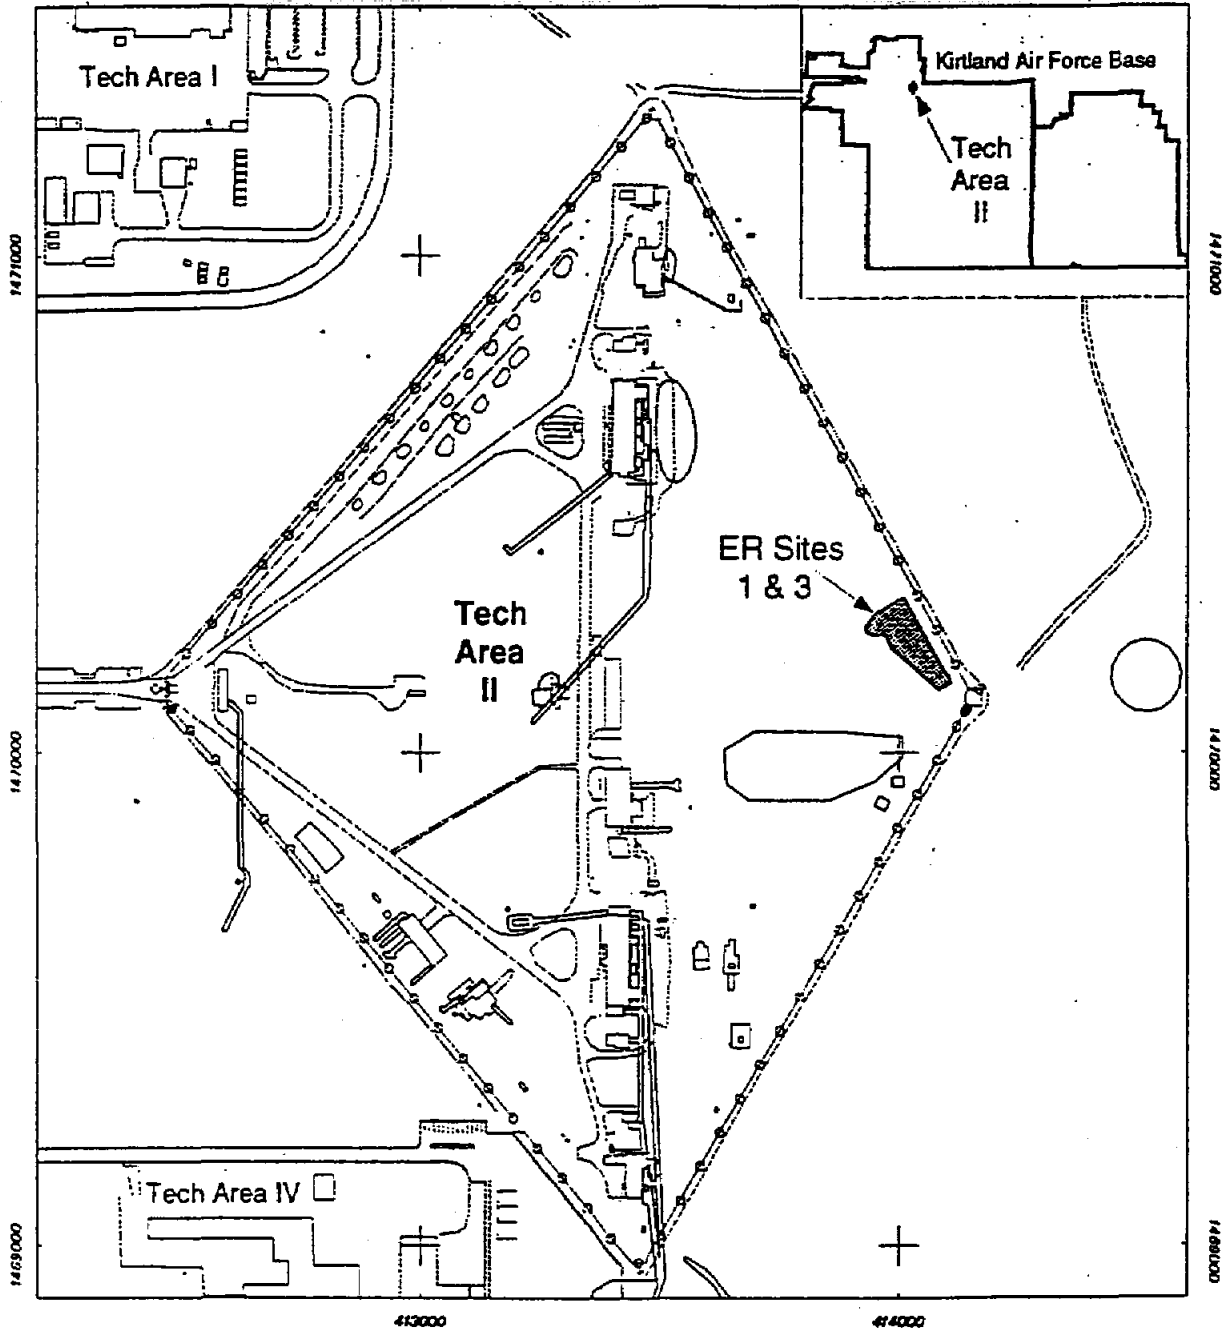 Tech Area I
Kirtland Air Force Base
Tech
Area
II
1471000
1471000
ER Sites
1 & 3
Tech
Area
II
1470000
1470000
Tech Area IV
1469000
1469000
413000
414000